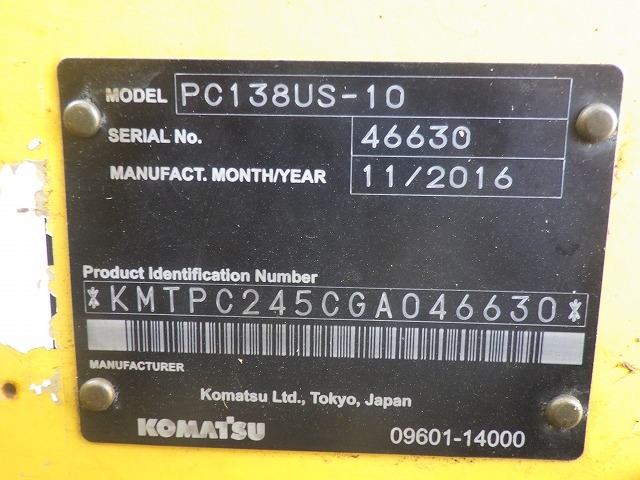 MODEL PC138US-10
SERIAL No. 46630
MANUFACT. MONTH/YEAR 11/2016
Product Identification Number
*KMTPC245CGA046630*
MANUFACTURER
Komatsu Ltd., Tokyo, Japan
KOMATSU 09601-14000